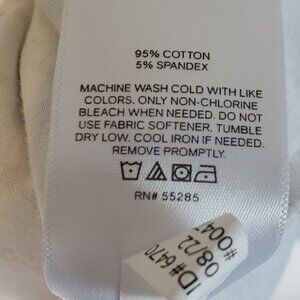 95% COTTON
5% SPANDEX
MACHINE WASH COLD WITH LIKE
COLORS. ONLY NON-CHLORINE
BLEACH WHEN NEEDED. DO NOT
USE FABRIC SOFTENER. TUMBLE
DRY LOW. COOL IRON IF NEEDED.
REMOVE PROMPTLY.
RN# 55285
ID#6470
08/22